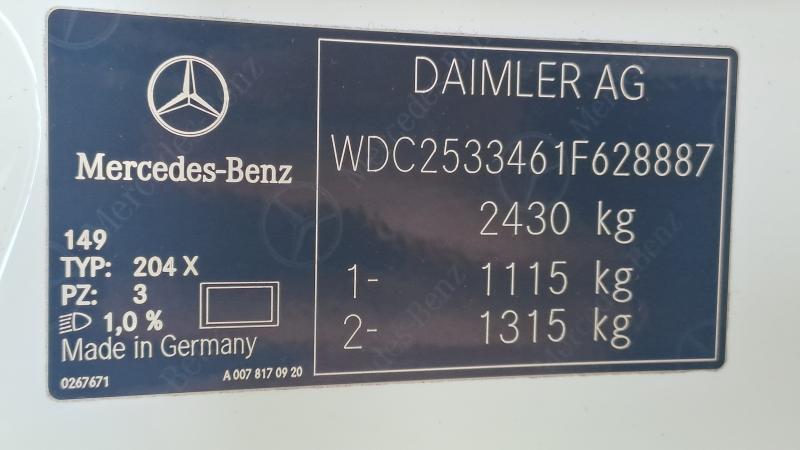 Mercedes-Benz
149
TYP: 204 X
PZ: 3
1,0 %
Made in Germany
0267671
A 007 817 09 20
DAIMLER AG
WDC2533461F628887
2430 kg
1- 1115 kg
2- 1315 kg